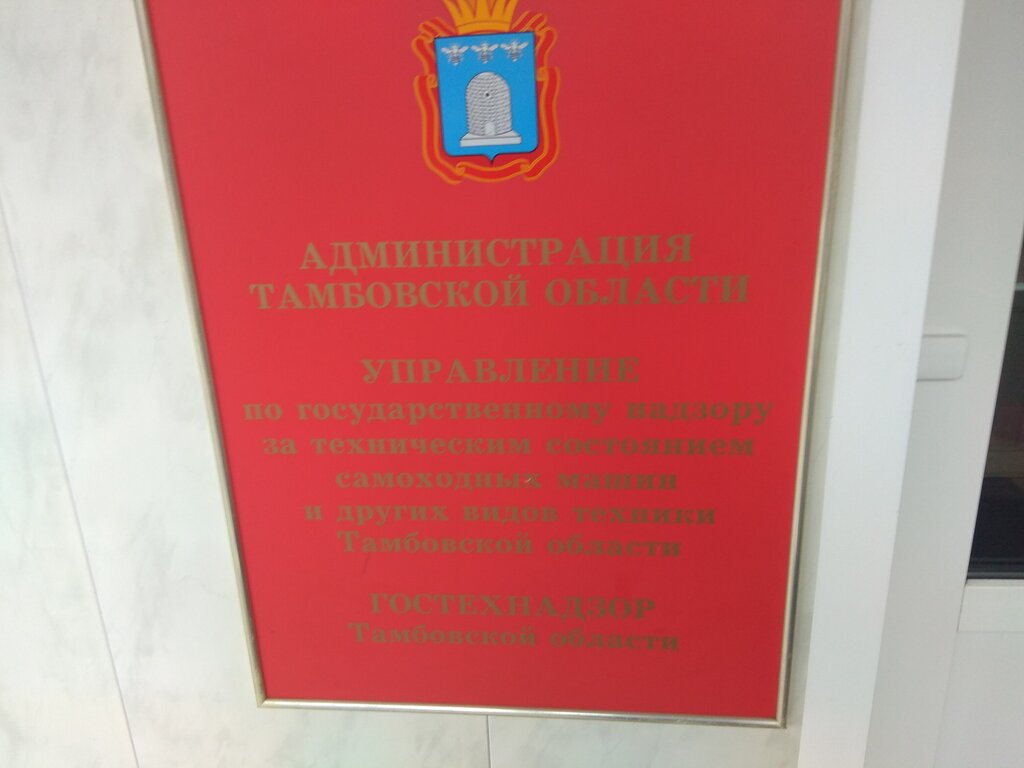 АДМИНИСТРАЦИЯ
ТАМБОВСКОЙ ОБЛАСТИ
УПРАВЛЕНИЕ
по государственному надзору
за техническим состоянием
самоходных машин
и других видов техники
Тамбовской области
ГОСТЕХНАДЗОР
Тамбовской области